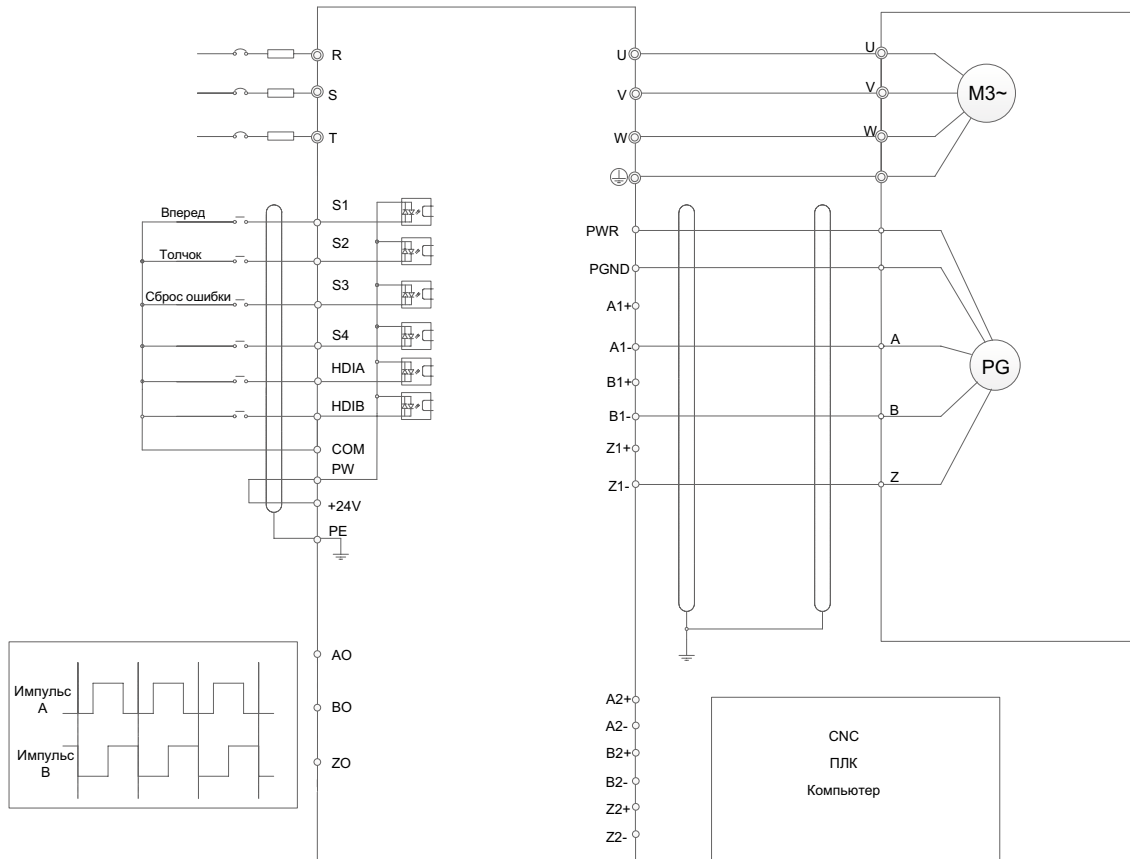 R
S
T
Вперед
Толчок
Сброс ошибки
S1
S2
S3
S4
HDIA
HDIB
COM
PW
+24V
PE
AO
BO
ZO
Импульс
A
Импульс
B
U
V
W
PWR
PGND
A1+
A1-
B1+
B1-
Z1+
Z1-
A2+
A2-
B2+
B2-
Z2+
Z2-
U
V
W
M3~
A
B
Z
PG
CNC
ПЛК
Компьютер